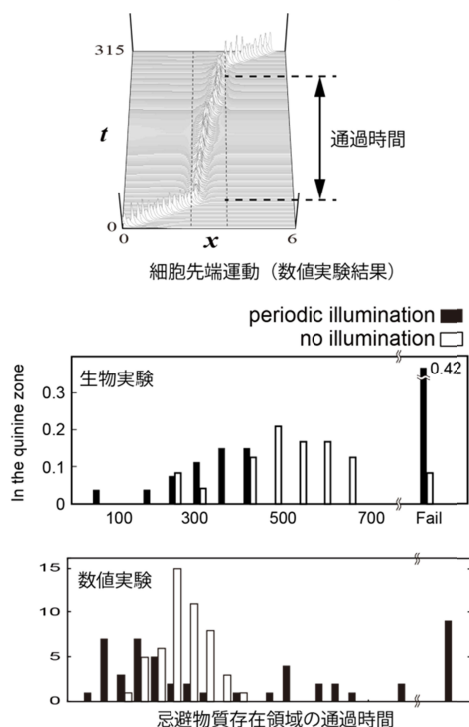 315
t
通過時間
0
0
x
6
細胞先端運動（数値実験結果）
periodic illumination
no illumination
生物実験
0.42
In the quinine zone
0.3
0.2
0.1
0
100
300
500
700
Fail
数値実験
15
10
5
0
忌避物質存在領域の通過時間